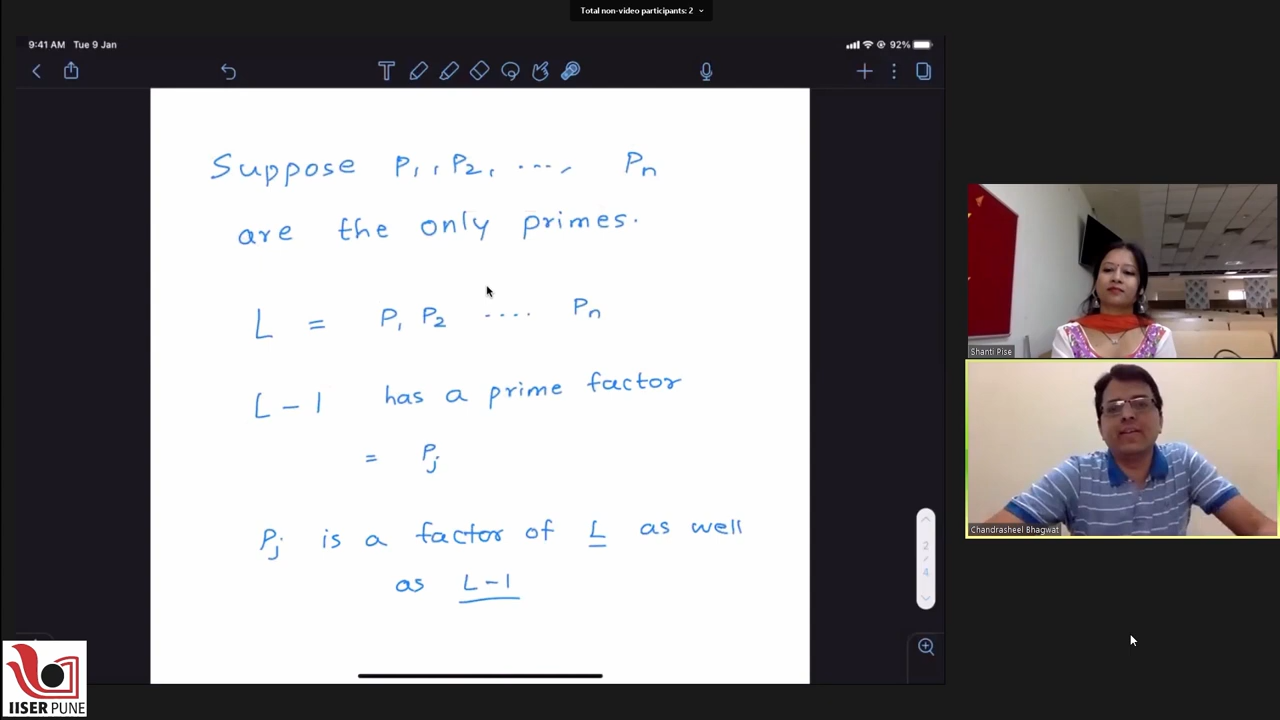 Total non-video participants: 2
9:41 AM Tue 9 Jan
92%
Suppose P1, P2, ...., Pn
are the only primes.
L = P1 P2 .... Pn
L - 1 has a prime factor
= Pj
Pj is a factor of L as well
as L - 1
2 / 4
Shanti Pise
Chandrasheel Bhagwat
IISER PUNE